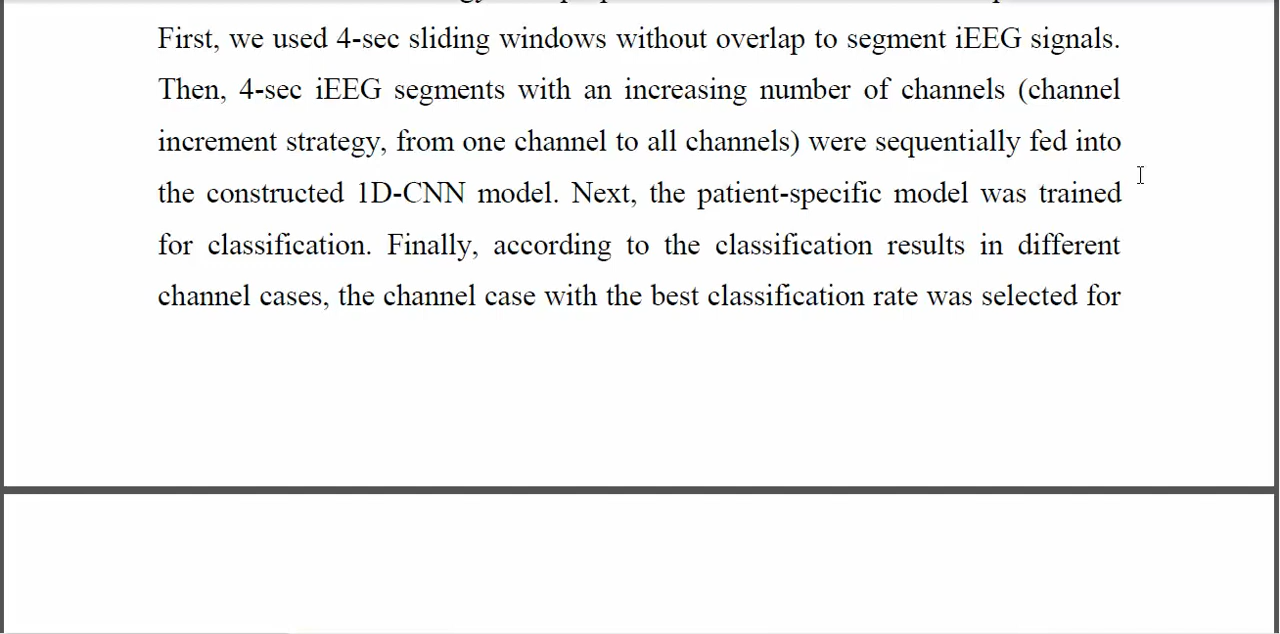 First, we used 4-sec sliding windows without overlap to segment iEEG signals.
Then, 4-sec iEEG segments with an increasing number of channels (channel
increment strategy, from one channel to all channels) were sequentially fed into
the constructed 1D-CNN model. Next, the patient-specific model was trained
for classification. Finally, according to the classification results in different
channel cases, the channel case with the best classification rate was selected for